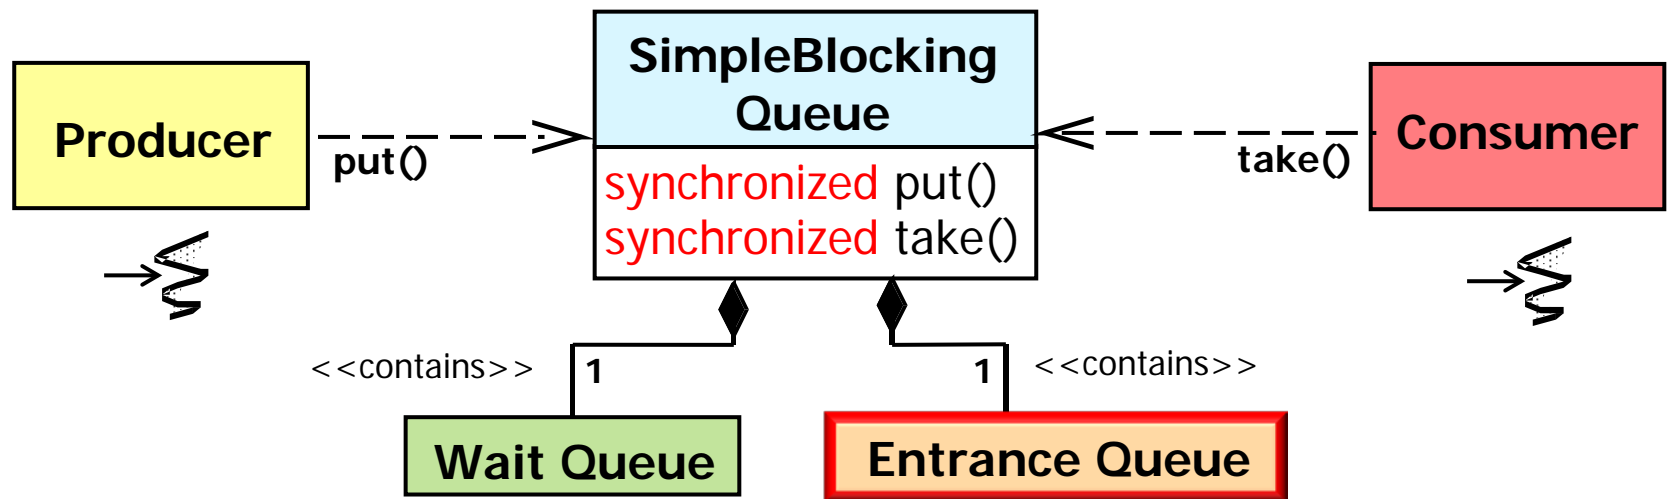 SimpleBlocking
Queue
Producer
put()
synchronized put()
synchronized take()
take()
Consumer
<<contains>>
1
1
<<contains>>
Wait Queue
Entrance Queue